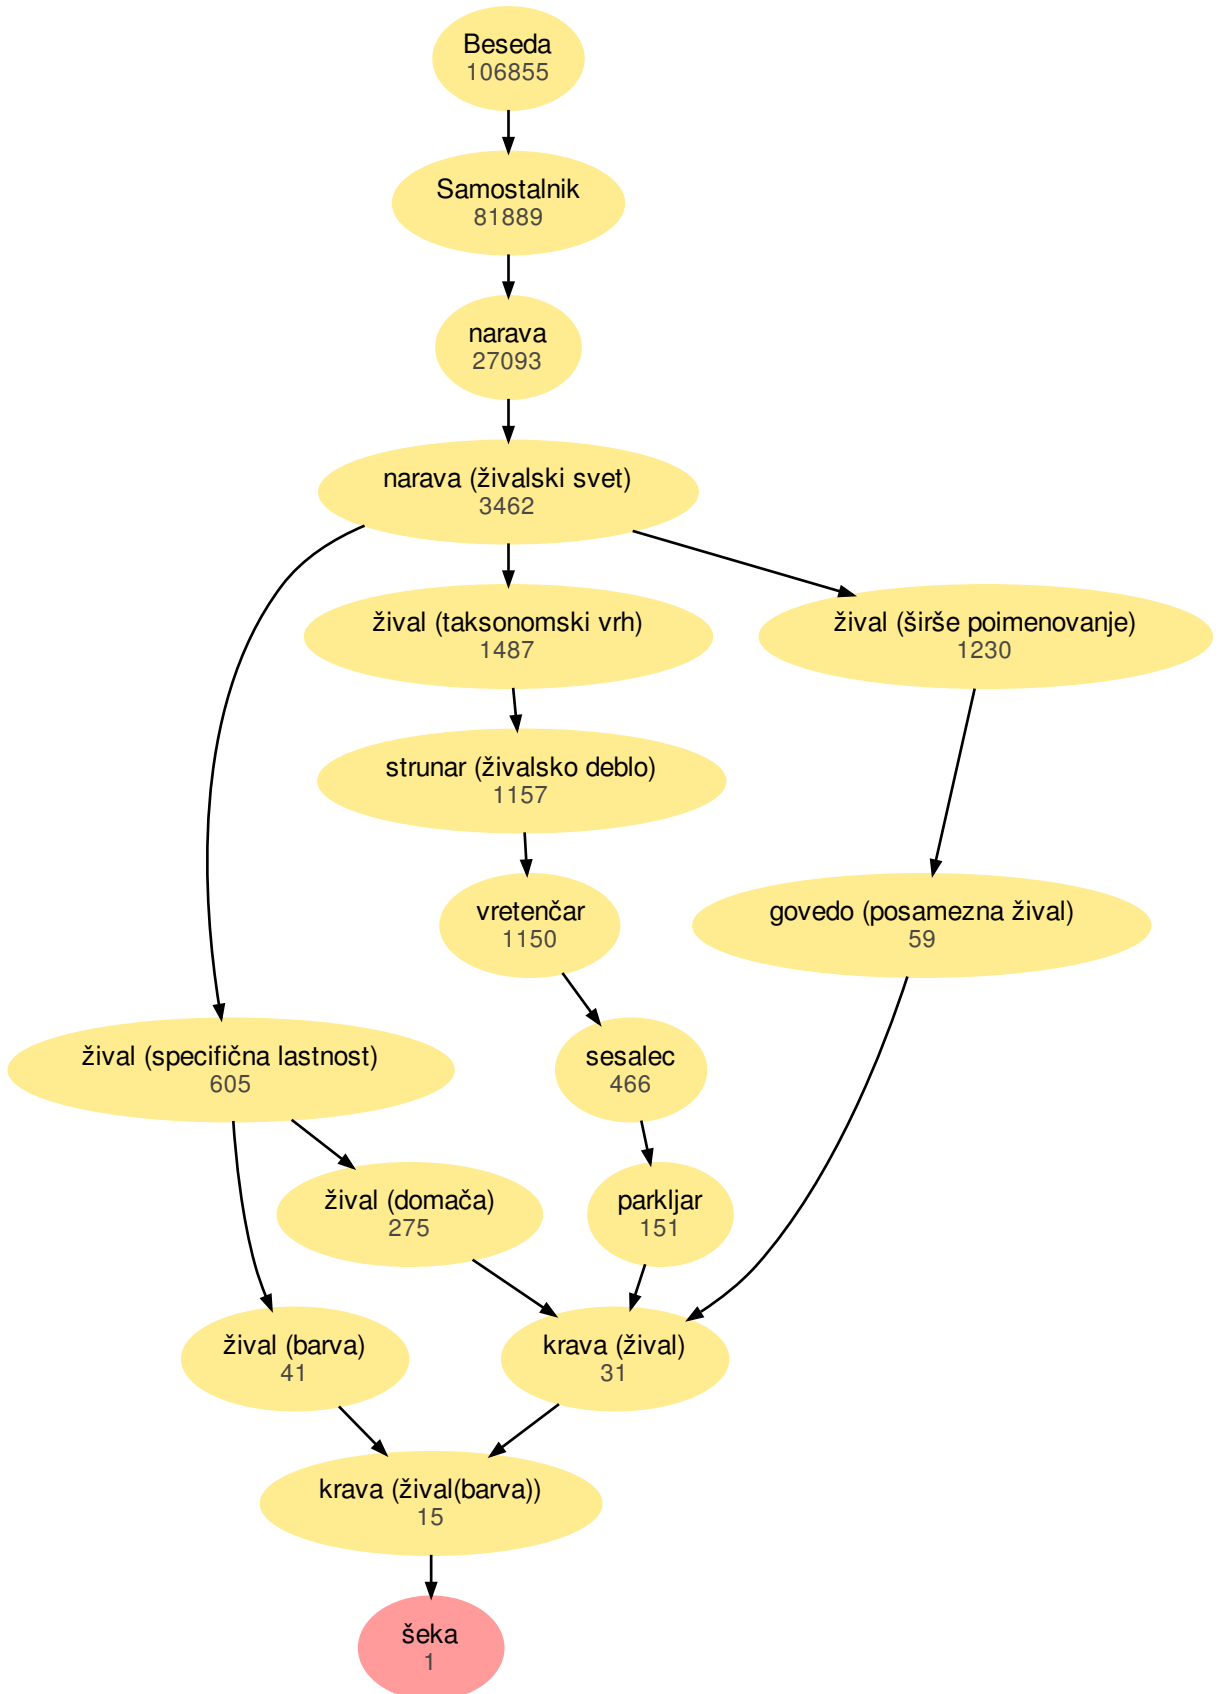 Beseda
106855
Samostalnik
81889
narava
27093
narava (živalski svet)
3462
žival (taksonomski vrh)
1487
žival (širše poimenovanje)
1230
strunar (živalsko deblo)
1157
vretenčar
1150
govedo (posamezna žival)
59
žival (specifična lastnost)
605
sesalec
466
žival (domača)
275
parkljar
151
žival (barva)
41
krava (žival)
31
krava (žival(barva))
15
šeka
1